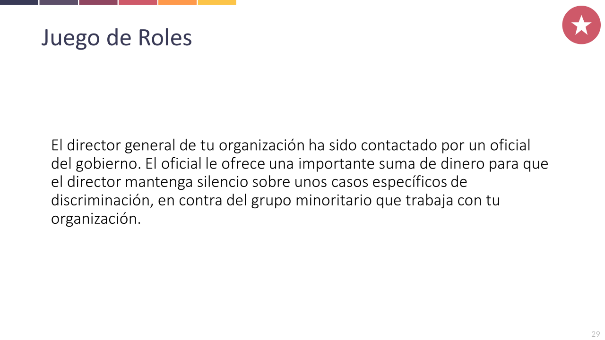 Juego de Roles
El director general de tu organización ha sido contactado por un oficial
del gobierno. El oficial le ofrece una importante suma de dinero para que
el director mantenga silencio sobre unos casos específicos de
discriminación, en contra del grupo minoritario que trabaja con tu
organización.
29